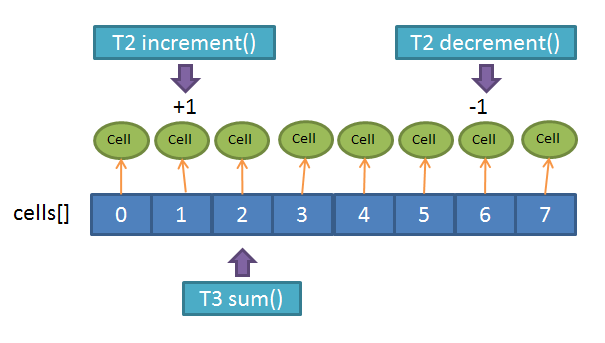 T2 increment() T2 decrement()
+1 -1
Cell Cell Cell Cell Cell Cell Cell Cell
cells[] 0 1 2 3 4 5 6 7
T3 sum()